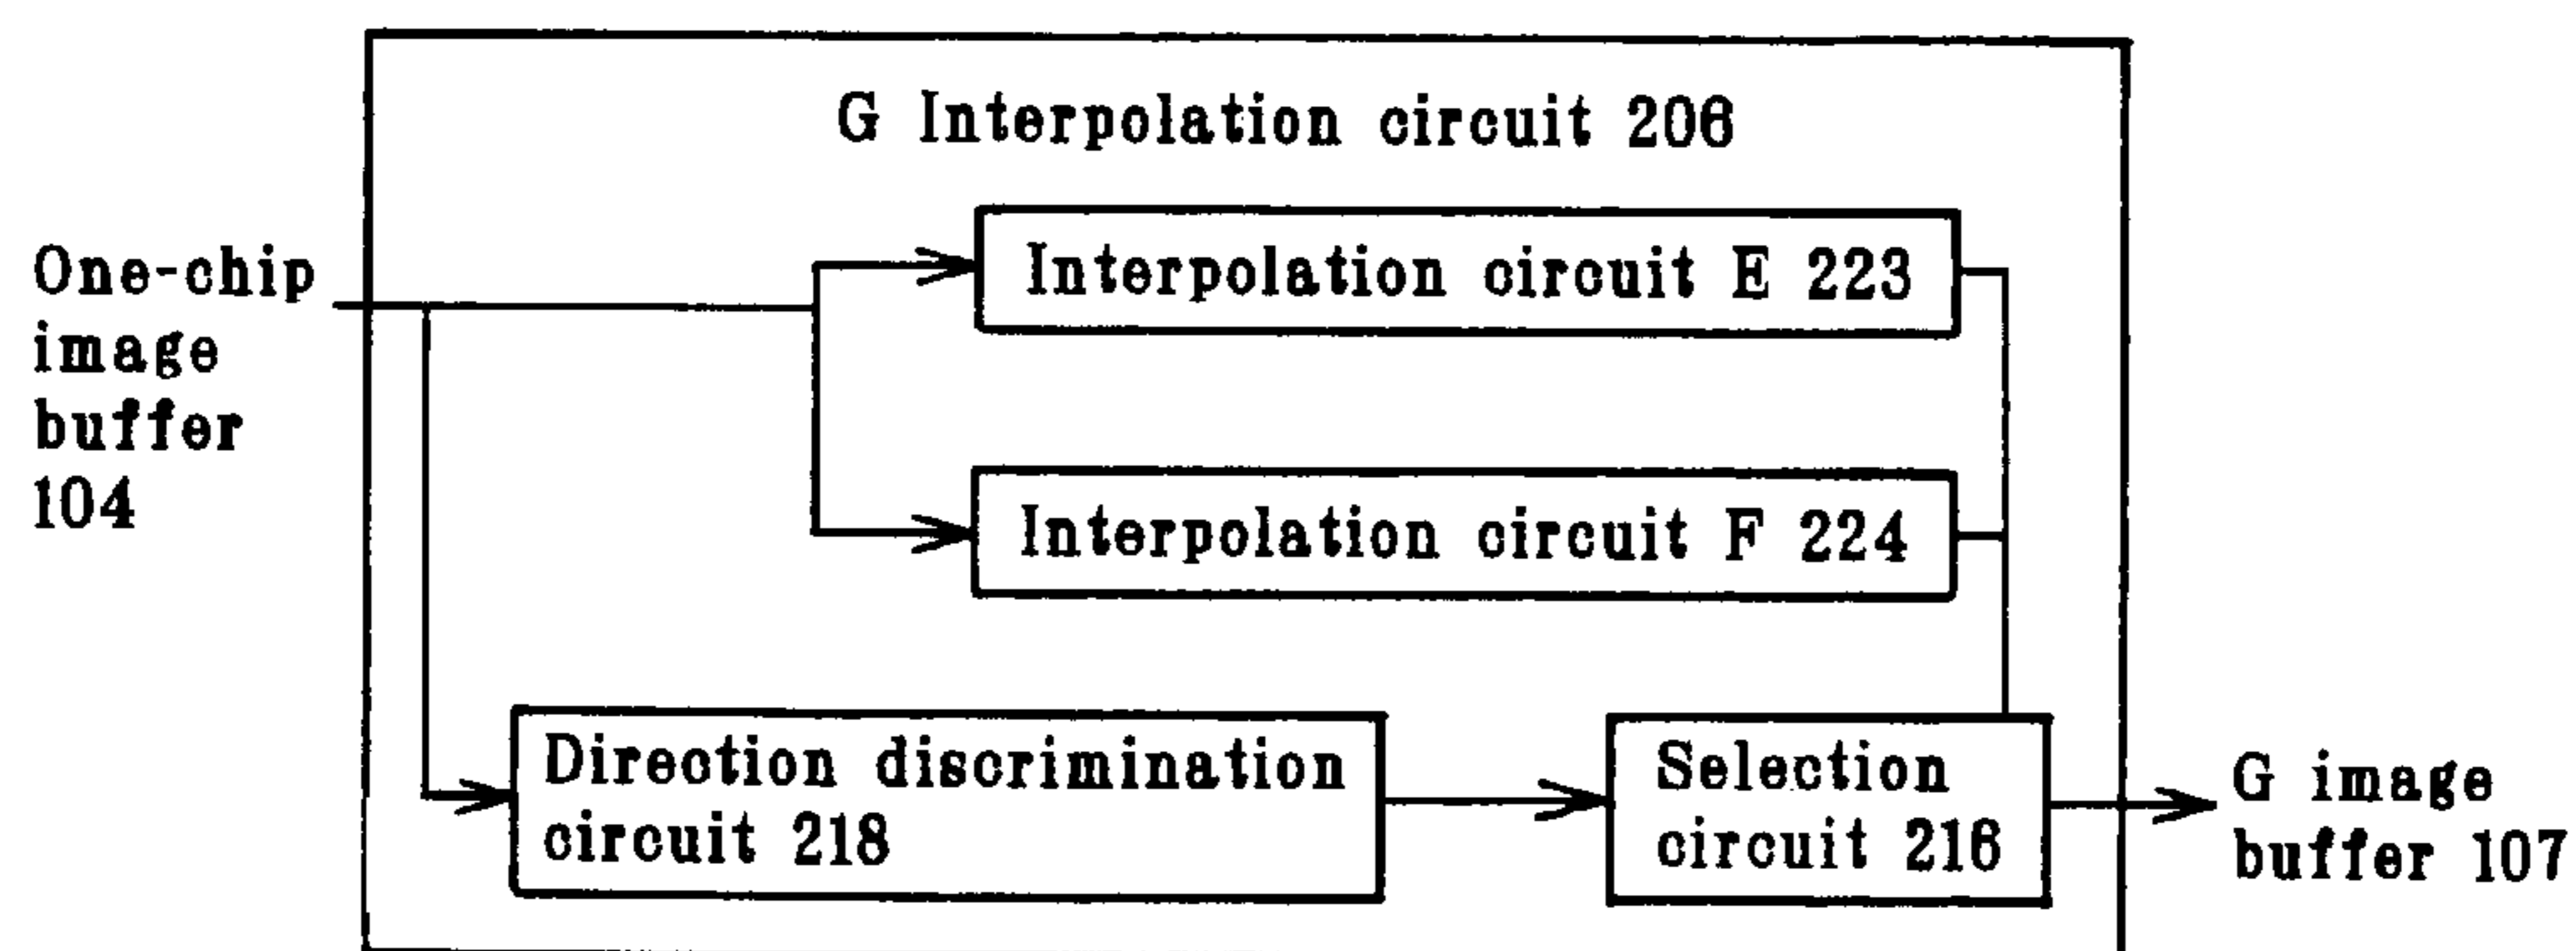 G Interpolation circuit 206
One-chip
image
buffer
104
Interpolation circuit E 223
Interpolation circuit F 224
Direction discrimination
circuit 218
Selection
circuit 216
G image
buffer 107